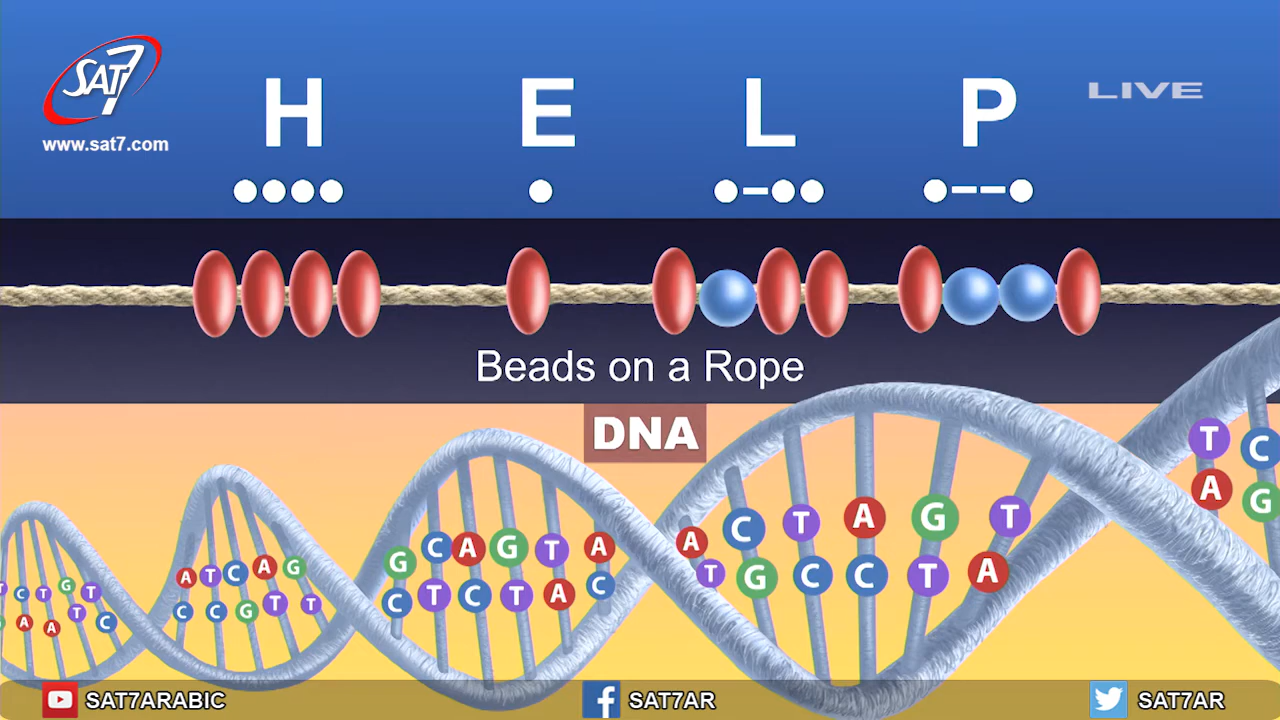 SAT7
www.sat7.com
LIVE
H E L P
Beads on a Rope
DNA
T C
A G
C T G T
A A T C
A T C A G
C C G T T
G C A G T A
C T C T A C
A C T A G T
T G C C T A
SAT7ARABIC
SAT7AR
SAT7AR